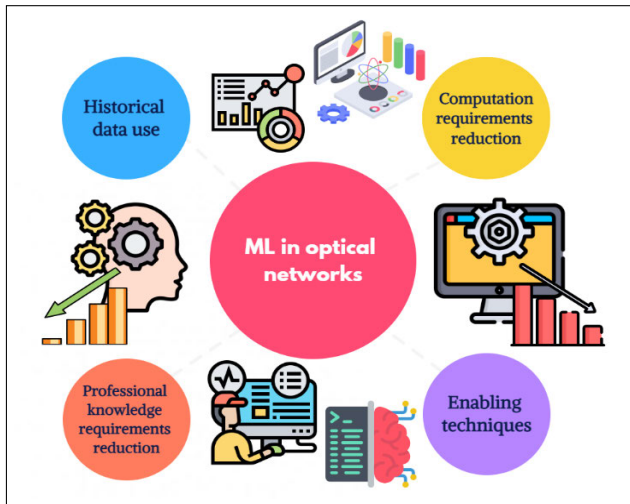 Historical
data use
Computation
requirements
reduction
ML in optical
networks
Professional
knowledge
requirements
reduction
Enabling
techniques